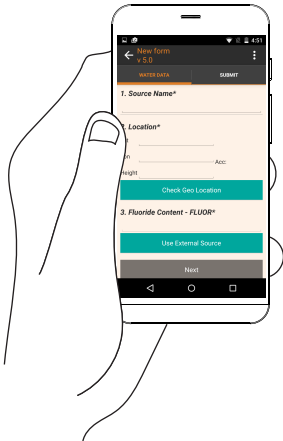 4:51
New form
v 5.0
WATER DATA
SUBMIT
1. Source Name*
. Location*
on
Acc:
Height
Check Geo Location
3. Fluoride Content - FLUOR*
Use External Source
Next